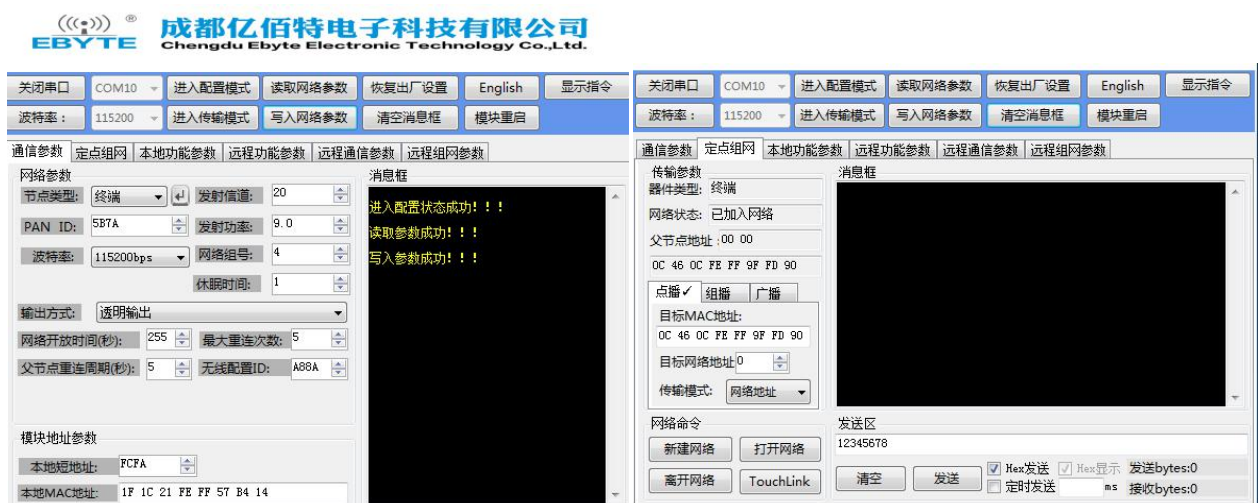 EBYTE ®
成都亿佰特电子科技有限公司
Chengdu Ebyte Electronic Technology Co.,Ltd.
关闭串口 COM10 进入配置模式 读取网络参数 恢复出厂设置 English 显示指令
波特率： 115200 进入传输模式 写入网络参数 清空消息框 模块重启
通信参数 定点组网 本地功能参数 远程功能参数 远程通信参数 远程组网参数
网络参数
节点类型: 终端 发射信道: 20
PAN ID: 5B7A 发射功率: 9.0
波特率: 115200bps 网络组号: 4
休眠时间: 1
输出方式: 透明输出
网络开放时间(秒): 255 最大重连次数: 5
父节点重连周期(秒): 5 无线配置ID: A88A
模块地址参数
本地短地址: FCFA
本地MAC地址: 1F 1C 21 FE FF 57 B4 14
消息框
进入配置状态成功!!!
读取参数成功!!!
写入参数成功!!!
关闭串口 COM10 进入配置模式 读取网络参数 恢复出厂设置 English 显示指令
波特率： 115200 进入传输模式 写入网络参数 清空消息框 模块重启
通信参数 定点组网 本地功能参数 远程功能参数 远程通信参数 远程组网参数
传输参数
器件类型: 终端
网络状态: 已加入网络
父节点地址: 00 00
0C 46 0C FE FF 9F FD 90
点播✓ 组播 广播
目标MAC地址:
0C 46 0C FE FF 9F FD 90
目标网络地址 0
传输模式: 网络地址
网络命令
新建网络 打开网络
离开网络 TouchLink
消息框
发送区
12345678
清空 发送 Hex发送 Hex显示 发送bytes:0
定时发送 ms 接收bytes:0